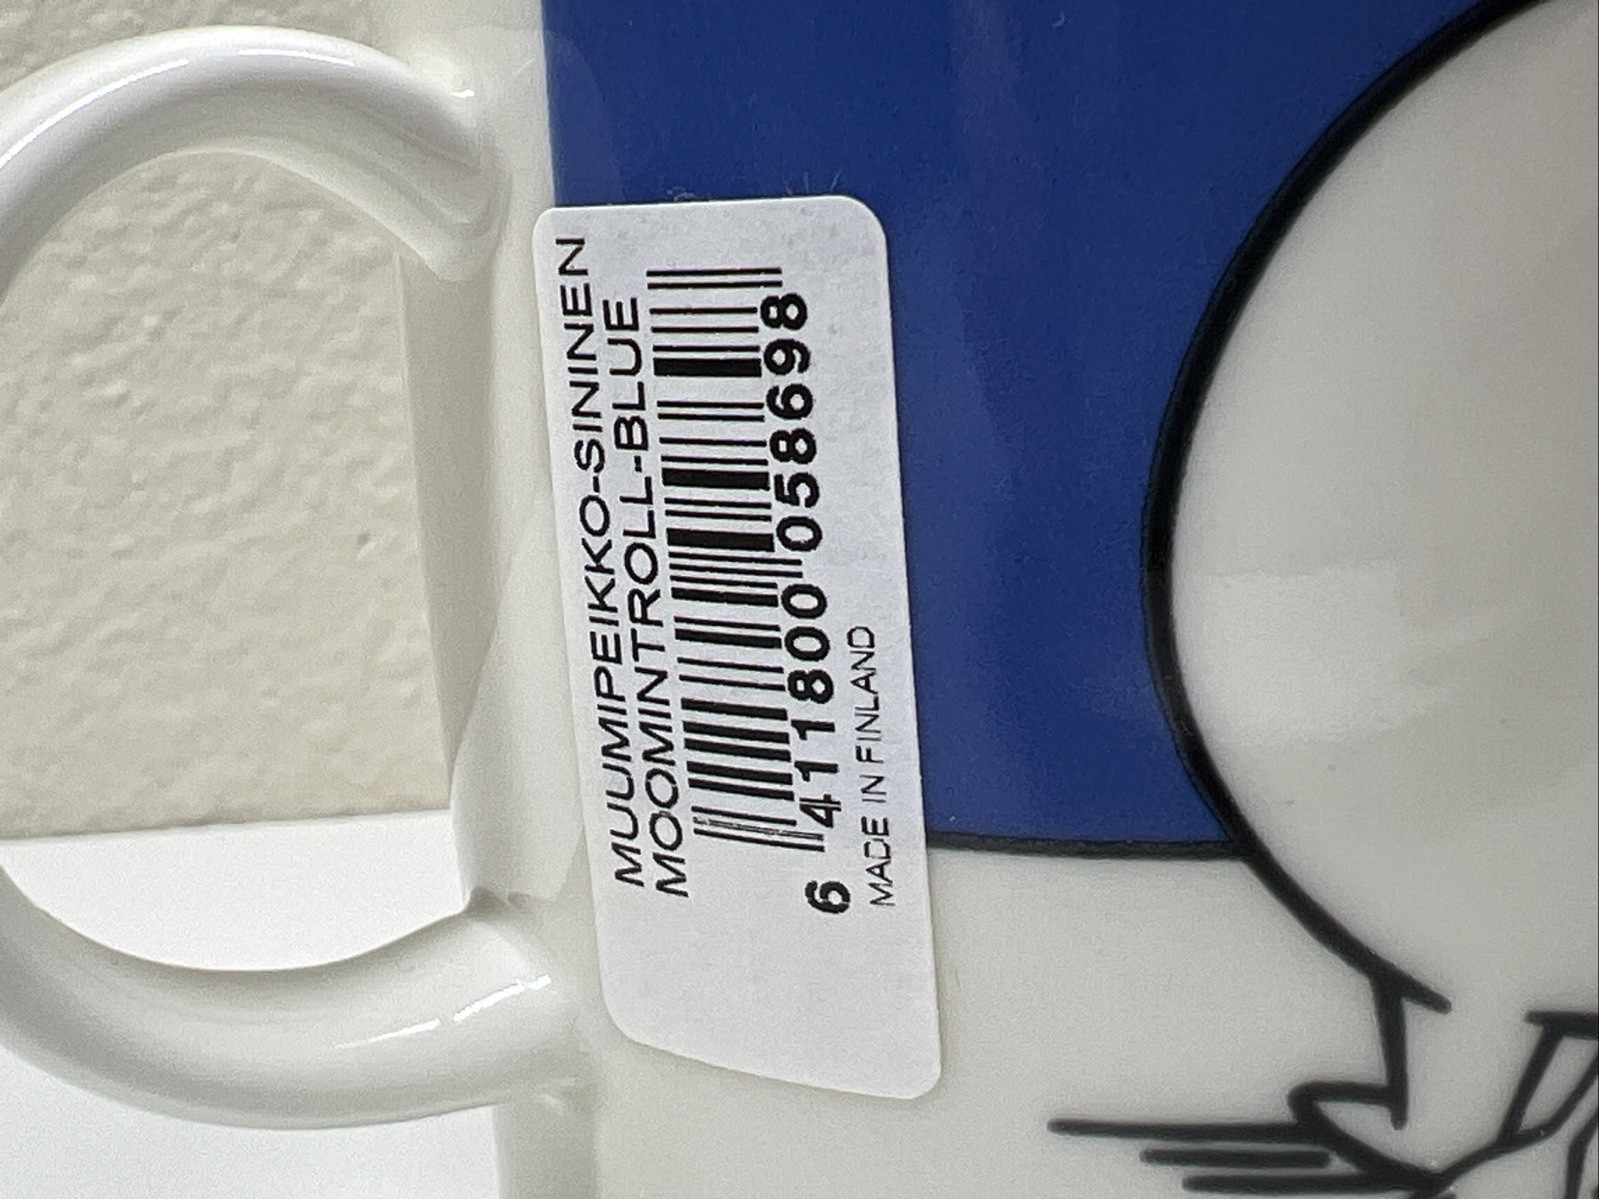 MUUMIPEIKKO-SININEN
MOOMINTROLL-BLUE
6 411800 058698
MADE IN FINLAND